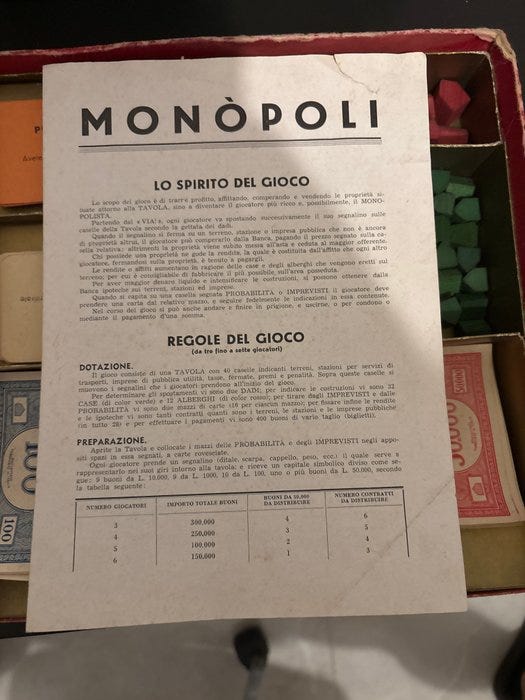 MONÒPOLI
LO SPIRITO DEL GIOCO
Lo scopo del gioco è di trarre profitto, affittando, comperando e vendendo le proprietà si-
tuate attorno alla TAVOLA, sino a diventare il giocatore più ricco e, possibilmente, il MONO-
POLISTA.
Partendo dal «VIA!», ogni giocatore va spostando successivamente il suo segnalino sulle
caselle della Tavola secondo la gettata dei dadi.
Quando il segnalino si ferma su un terreno, stazione o impresa pubblica che non è ancora
di proprietà altrui, il giocatore può comperarlo dalla Banca, pagando il prezzo segnato sulla ca-
sella relativa: altrimenti la proprietà viene subito messa all'asta e ceduta al maggior offerente.
Chi possiede una proprietà ne gode la rendita, la quale è costituita dall'affitto che ogni altro
giocatore, fermandosi sulla proprietà, è tenuto a pagargli.
Le rendite o affitti aumentano in ragione delle case e degli alberghi che vengono eretti sul
terreno; per cui è consigliabile di fabbricare il più possibile sull'area posseduta.
Per aver maggior denaro liquido e intensificare le costruzioni, si possono ottenere dalla
Banca ipoteche sui terreni, stazioni ed imprese.
Quando si capita su una casella segnata PROBABILITA o IMPREVISTI il giocatore deve
prendere una carta dal relativo mazzo, e seguire fedelmente le indicazioni in essa contenute.
Nel corso del gioco si può anche andare e finire in prigione, e uscirne, o per condono o
mediante il pagamento d'una somma.
REGOLE DEL GIOCO
(da tre fino a sette giocatori)
DOTAZIONE.
Il gioco consiste di una TAVOLA con 40 caselle indicanti terreni, stazioni per servizi di
trasporti, imprese di pubblica utilità, tasse, fermate, premi e penalità. Sopra queste caselle si
muovono i segnalini che i giocatori prendono all'inizio del gioco.
Per determinare gli spostamenti vi sono due DADI; per indicare le costruzioni vi sono 32
CASE (di color verde) e 12 ALBERGHI (di color rosso); per tirare dagli IMPREVISTI e dalle
PROBABILITÀ vi sono due mazzi di carte (16 per ciascun mazzo); per fissare infine le rendite
e le ipoteche vi sono tanti contratti quanti sono i terreni, le stazioni e le imprese pubbliche
(in tutto 28) e per effettuare i pagamenti vi sono 400 buoni di vario taglio (biglietti).
PREPARAZIONE.
Aprite la Tavola e collocate i mazzi delle PROBABILITÀ e degli IMPREVISTI negli appo-
siti spazi in essa segnati, a carte rovesciate.
Ogni giocatore prende un segnalino (ditale, scarpa, cappello, peso, ecc.) il quale serve a
rappresentarlo nei suoi giri intorno alla tavola; e riceve un capitale simbolico diviso come se-
gue: 9 buoni da L. 10.000, 9 da L. 1000, 10 da L. 100, uno o più buoni da L. 50.000, secondo
la tabella seguente:
NUMERO GIOCATORI IMPORTO TOTALE BUONI BUONI DA 50,000 DA DISTRIBUIRE NUMERO CONTRATTI DA DISTRIBUIRE
3 300,000 4 6
4 250,000 3 5
5 100,000 2 4
6 150,000 1 3
100
100